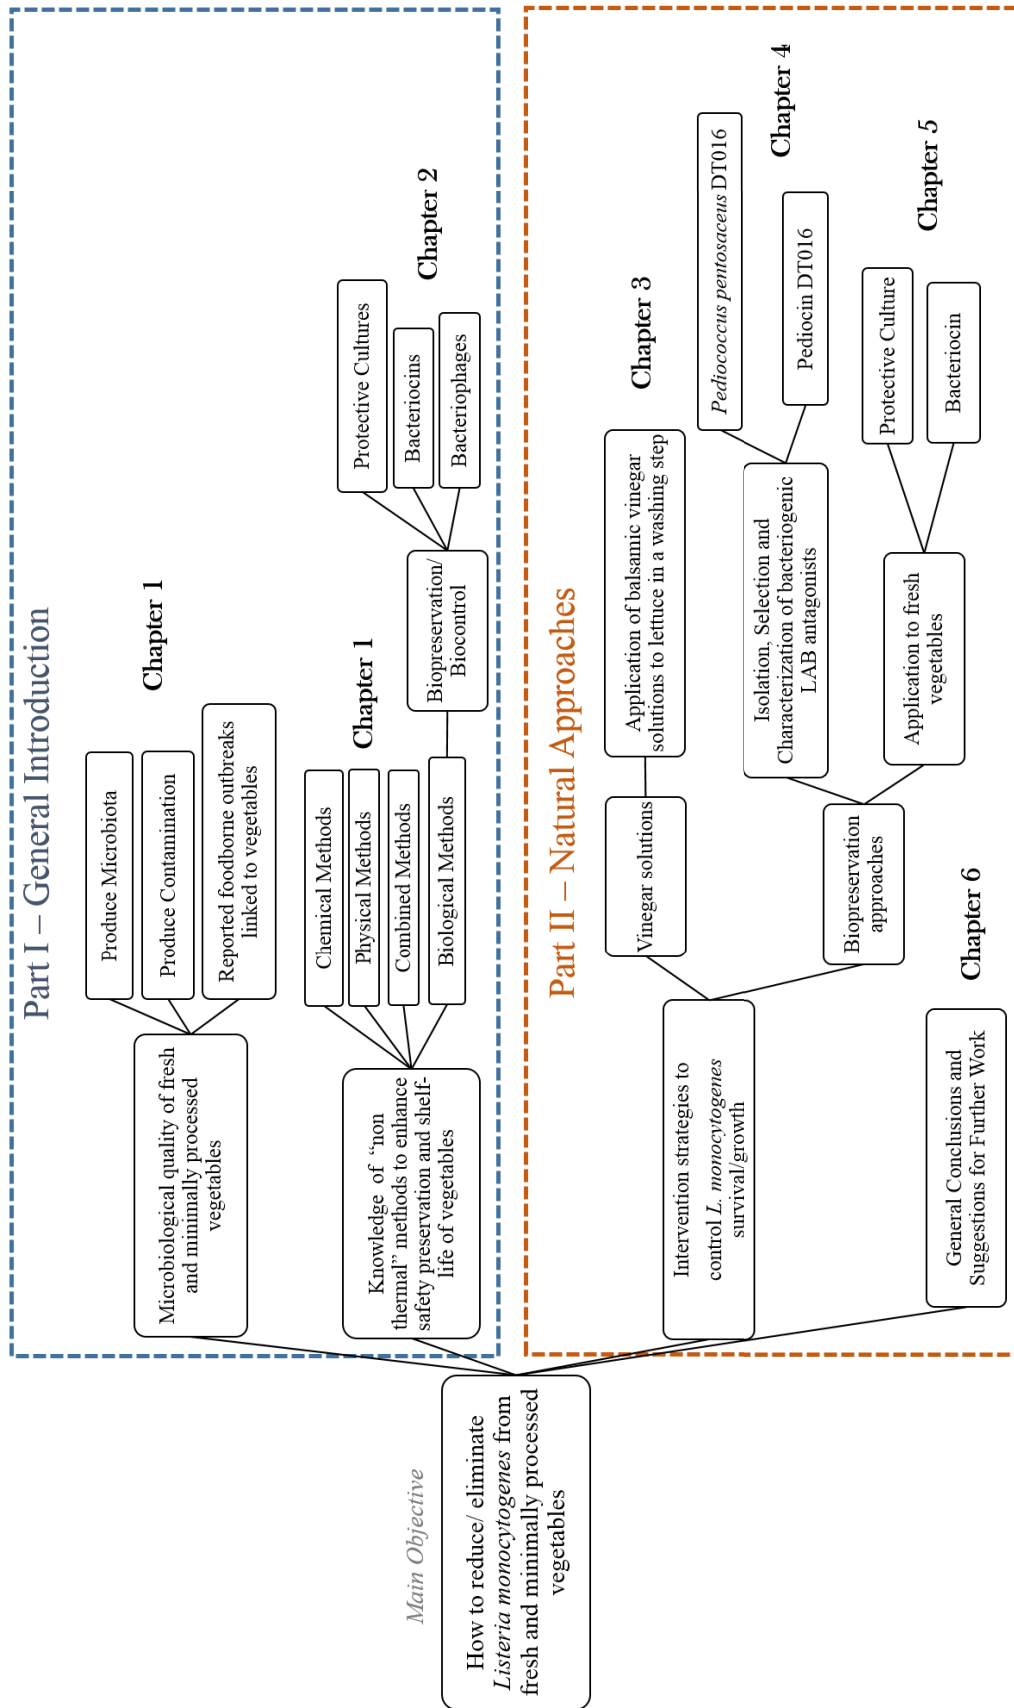 Main Objective
How to reduce/ eliminate
Listeria monocytogenes from
fresh and minimally processed
vegetables
Part I – General Introduction
Microbiological quality of fresh
and minimally processed
vegetables
Produce Microbiota
Produce Contamination
Reported foodborne outbreaks
linked to vegetables
Chapter 1
Knowledge of “non
thermal” methods to enhance
safety preservation and shelf-
life of vegetables
Chemical Methods
Physical Methods
Combined Methods
Biological Methods
Chapter 1
Biopreservation/
Biocontrol
Protective Cultures
Bacteriocins
Bacteriophages
Chapter 2
Part II – Natural Approaches
Intervention strategies to
control L. monocytogenes
survival/growth
Vinegar solutions
Application of balsamic vinegar
solutions to lettuce in a washing step
Chapter 3
Biopreservation
approaches
Isolation, Selection and
Characterization of bacteriogenic
LAB antagonists
Pediococcus pentosaceus DT016
Pediocin DT016
Chapter 4
Application to fresh
vegetables
Protective Culture
Bacteriocin
Chapter 5
General Conclusions and
Suggestions for Further Work
Chapter 6